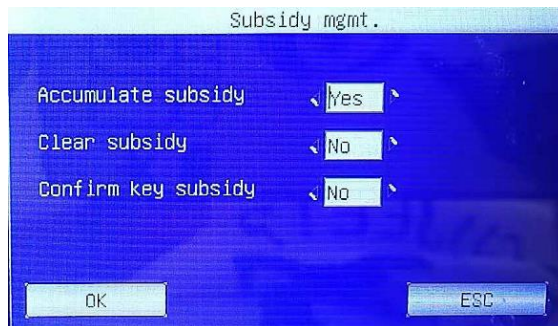 Subsidy mgmt.
Accumulate subsidy Yes
Clear subsidy No
Confirm key subsidy No
OK ESC